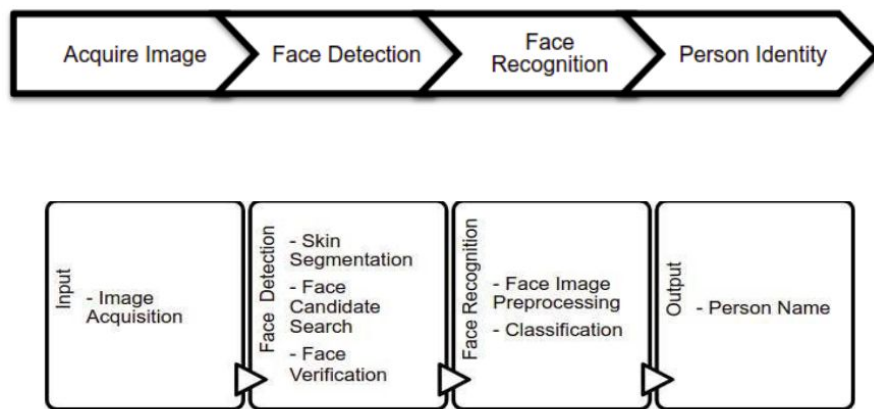 Acquire Image
Face Detection
Face
Recognition
Person Identity
Input
- Image
Acquisition
Face Detection
- Skin
Segmentation
- Face
Candidate
Search
- Face
Verification
Face Recognition
- Face Image
Preprocessing
- Classification
Output
- Person Name